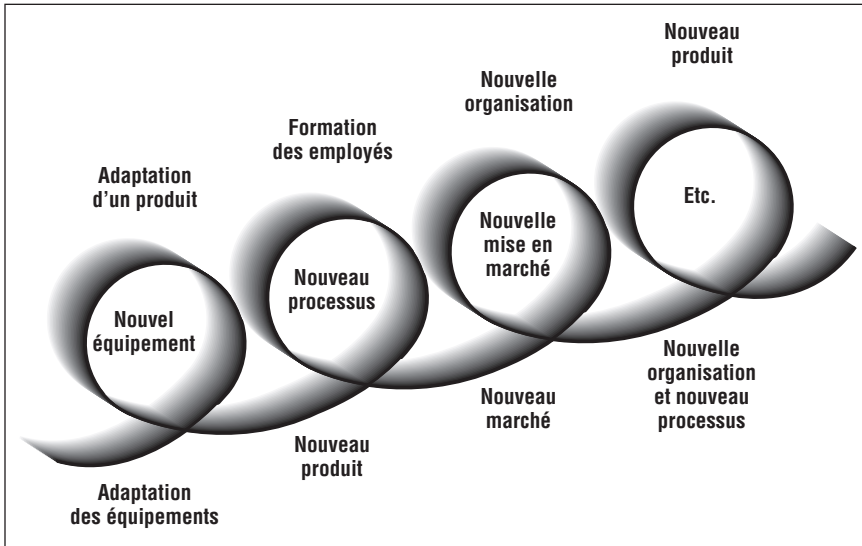 Nouveau
produit
Nouvelle
organisation
Formation
des employés
Adaptation
d’un produit
Etc.
Nouvelle
mise en
marché
Nouveau
processus
Nouvel
équipement
Nouvelle
organisation
et nouveau
processus
Nouveau
marché
Nouveau
produit
Adaptation
des équipements